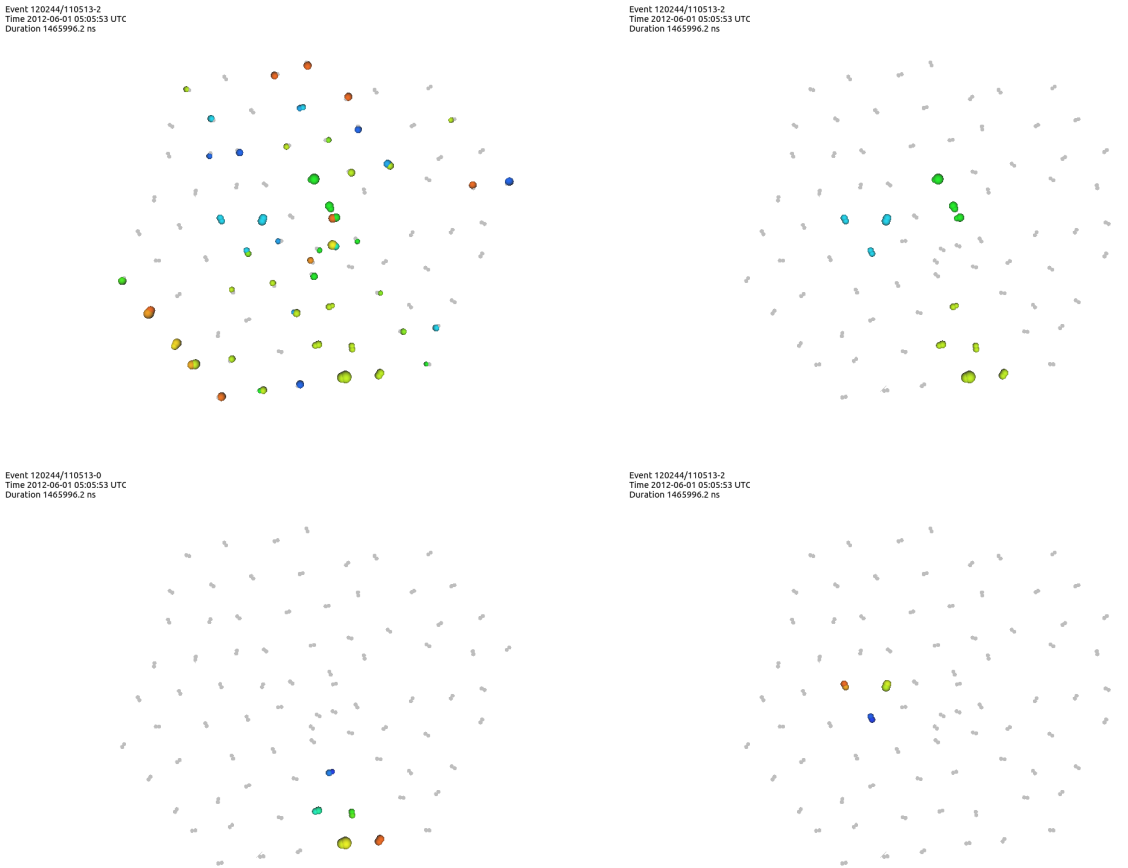 Event 120244/110513-2
Time 2012-06-01 05:05:53 UTC
Duration 1465996.2 ns
Event 120244/110513-2
Time 2012-06-01 05:05:53 UTC
Duration 1465996.2 ns
Event 120244/110513-0
Time 2012-06-01 05:05:53 UTC
Duration 1465996.2 ns
Event 120244/110513-2
Time 2012-06-01 05:05:53 UTC
Duration 1465996.2 ns